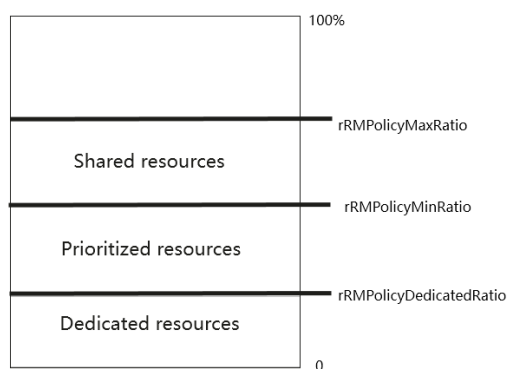 100%
rRMPolicyMaxRatio
Shared resources
rRMPolicyMinRatio
Prioritized resources
rRMPolicyDedicatedRatio
Dedicated resources
0